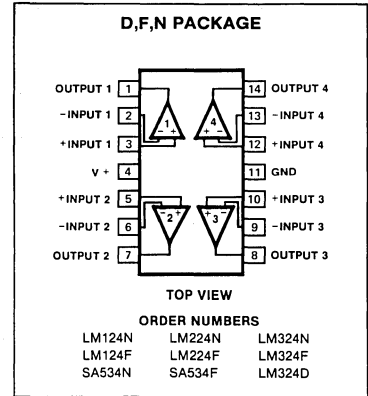 D,F,N PACKAGE
OUTPUT 1 1 14 OUTPUT 4
-INPUT 1 2 13 -INPUT 4
+INPUT 1 3 12 +INPUT 4
V + 4 11 GND
+INPUT 2 5 10 +INPUT 3
-INPUT 2 6 9 -INPUT 3
OUTPUT 2 7 8 OUTPUT 3
1 4
- + + -
- + + -
2 3
TOP VIEW
ORDER NUMBERS
LM124N LM224N LM324N
LM124F LM224F LM324F
SA534N SA534F LM324D